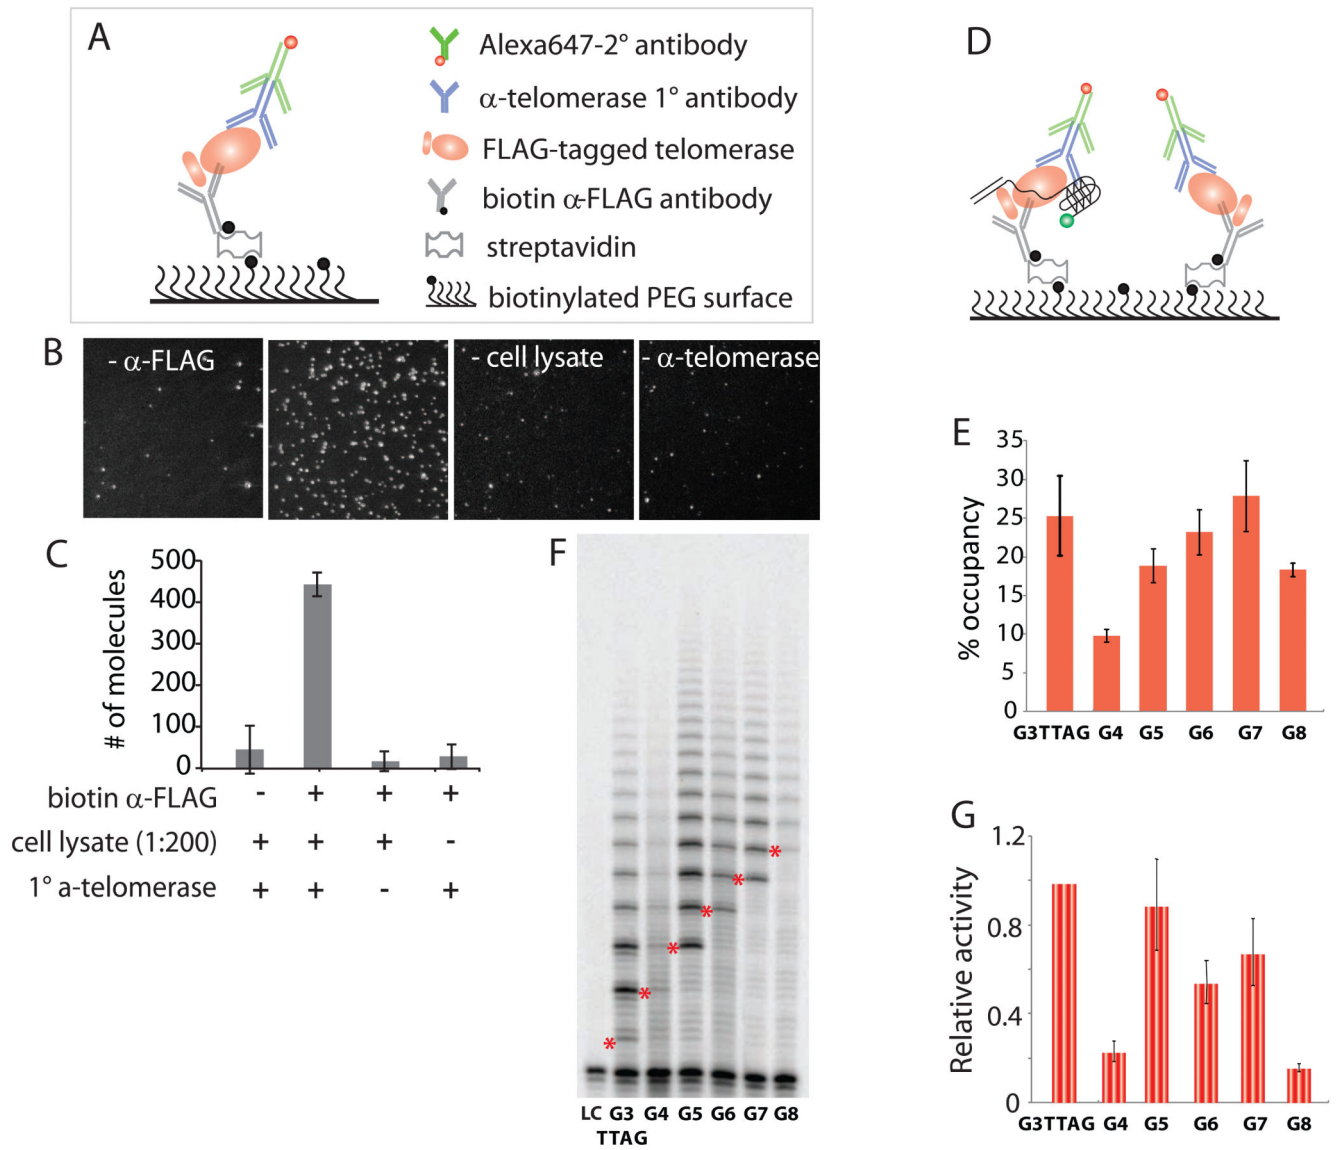 A
Alexa647-2° antibody
α-telomerase 1° antibody
FLAG-tagged telomerase
biotin α-FLAG antibody
streptavidin
biotinylated PEG surface
B
- α-FLAG
- cell lysate
- α-telomerase
C
# of molecules
500
400
300
200
100
0
biotin α-FLAG - + + +
cell lysate (1:200) + + + -
1° a-telomerase + + - +
D
E
% occupancy
35
30
25
20
15
10
5
0
G3TTAG G4 G5 G6 G7 G8
F
*
*
*
*
*
*
LC G3 G4 G5 G6 G7 G8
TTAG
G
Relative activity
1.2
0.8
0.4
0
G3TTAG G4 G5 G6 G7 G8